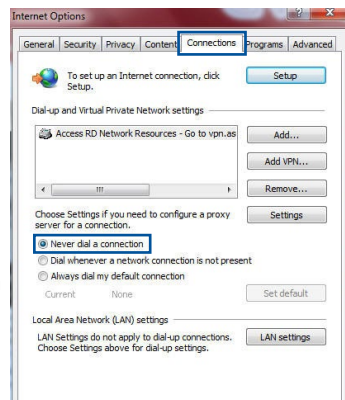 Internet Options
General Security Privacy Content Connections Programs Advanced
To set up an Internet connection, click
Setup.
Setup
Dial-up and Virtual Private Network settings
Access RD Network Resources - Go to vpn.as
Add...
Add VPN...
Remove...
Choose Settings if you need to configure a proxy
server for a connection.
Settings
Never dial a connection
Dial whenever a network connection is not present
Always dial my default connection
Current None Set default
Local Area Network (LAN) settings
LAN Settings do not apply to dial-up connections.
Choose Settings above for dial-up settings.
LAN settings